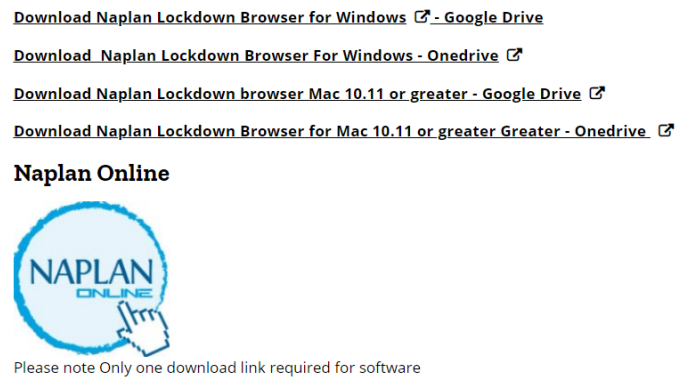 Download Naplan Lockdown Browser for Windows - Google Drive
Download  Naplan Lockdown Browser For Windows - Onedrive
Download Naplan Lockdown browser Mac 10.11 or greater - Google Drive
Download Naplan Lockdown Browser for Mac 10.11 or greater Greater - Onedrive
Naplan Online
NAPLAN
ONLINE
Please note Only one download link required for software